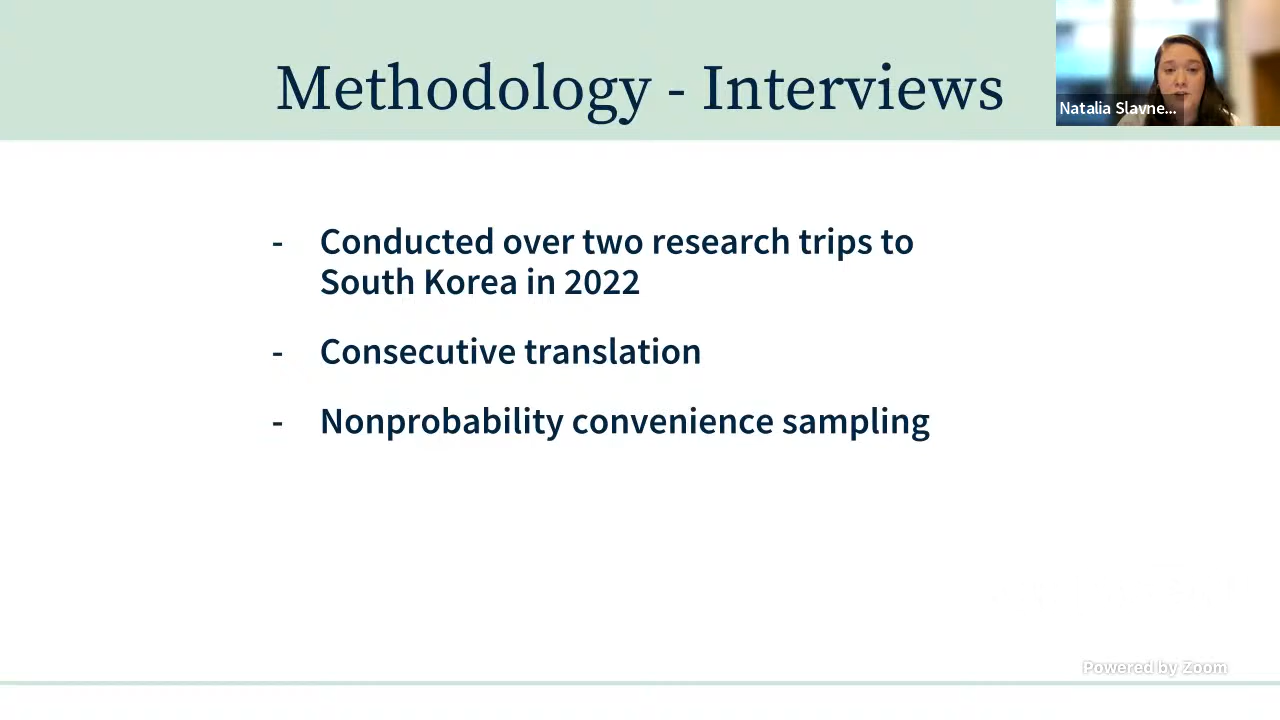 Methodology - Interviews
Natalia Slavne...
- Conducted over two research trips to
South Korea in 2022
- Consecutive translation
- Nonprobability convenience sampling
Powered by Zoom